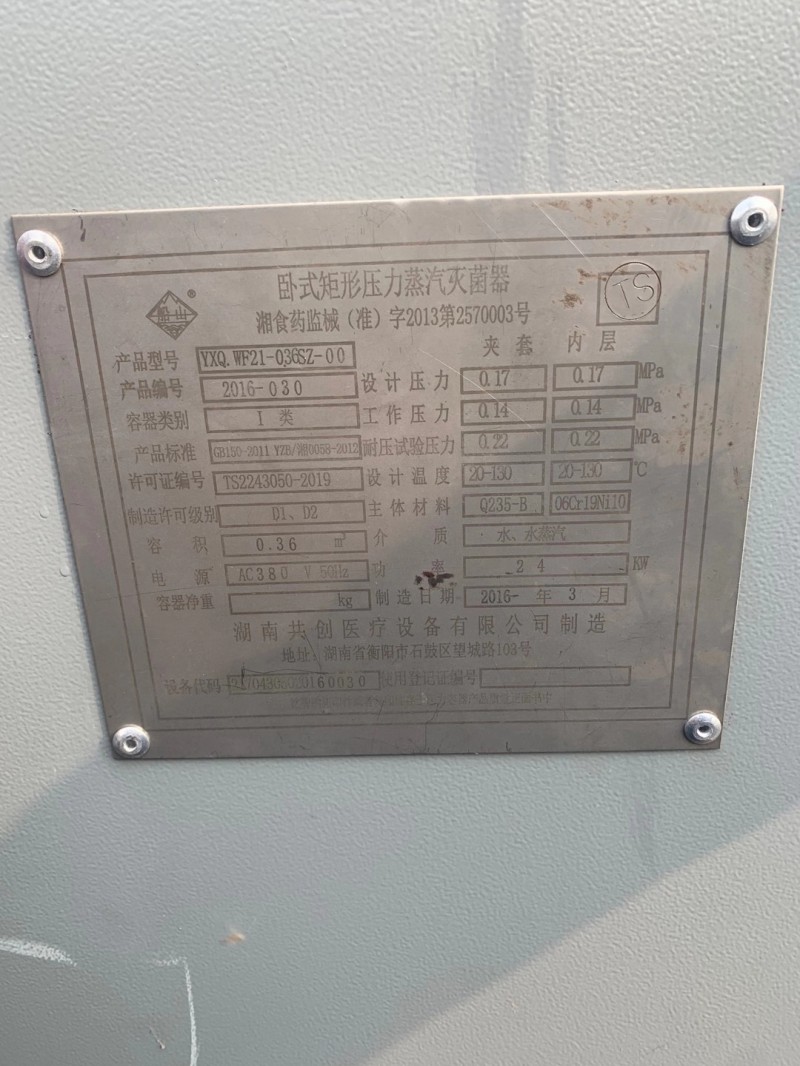 卧式矩形压力蒸汽灭菌器
TS
船山®
湘食药监械(准)字2013第2570003号
夹套 内层
产品型号 YXQ.WF21-036SZ-00
产品编号 2016-030 设计压力 0.17 0.17 MPa
容器类别 I 类 工作压力 0.14 0.14 MPa
产品标准 GB150-2011 YZB/湘0058-2012 耐压试验压力 0.22 0.22 MPa
许可证编号 TS2243050-2019 设计温度 20-130 20-130 ℃
制造许可级别 D1、D2 主体材料 Q235-B 06Cr19Ni10
容积 0.36 m³ 介质 水、水蒸汽
电源 AC380 V 50Hz 功率 24 KW
容器净重 kg 制造日期 2016- 年 3 月
湖南共创医疗设备有限公司制造
地址：湖南省衡阳市石鼓区望城路103号
设备代码 0160030 使用登记证编号